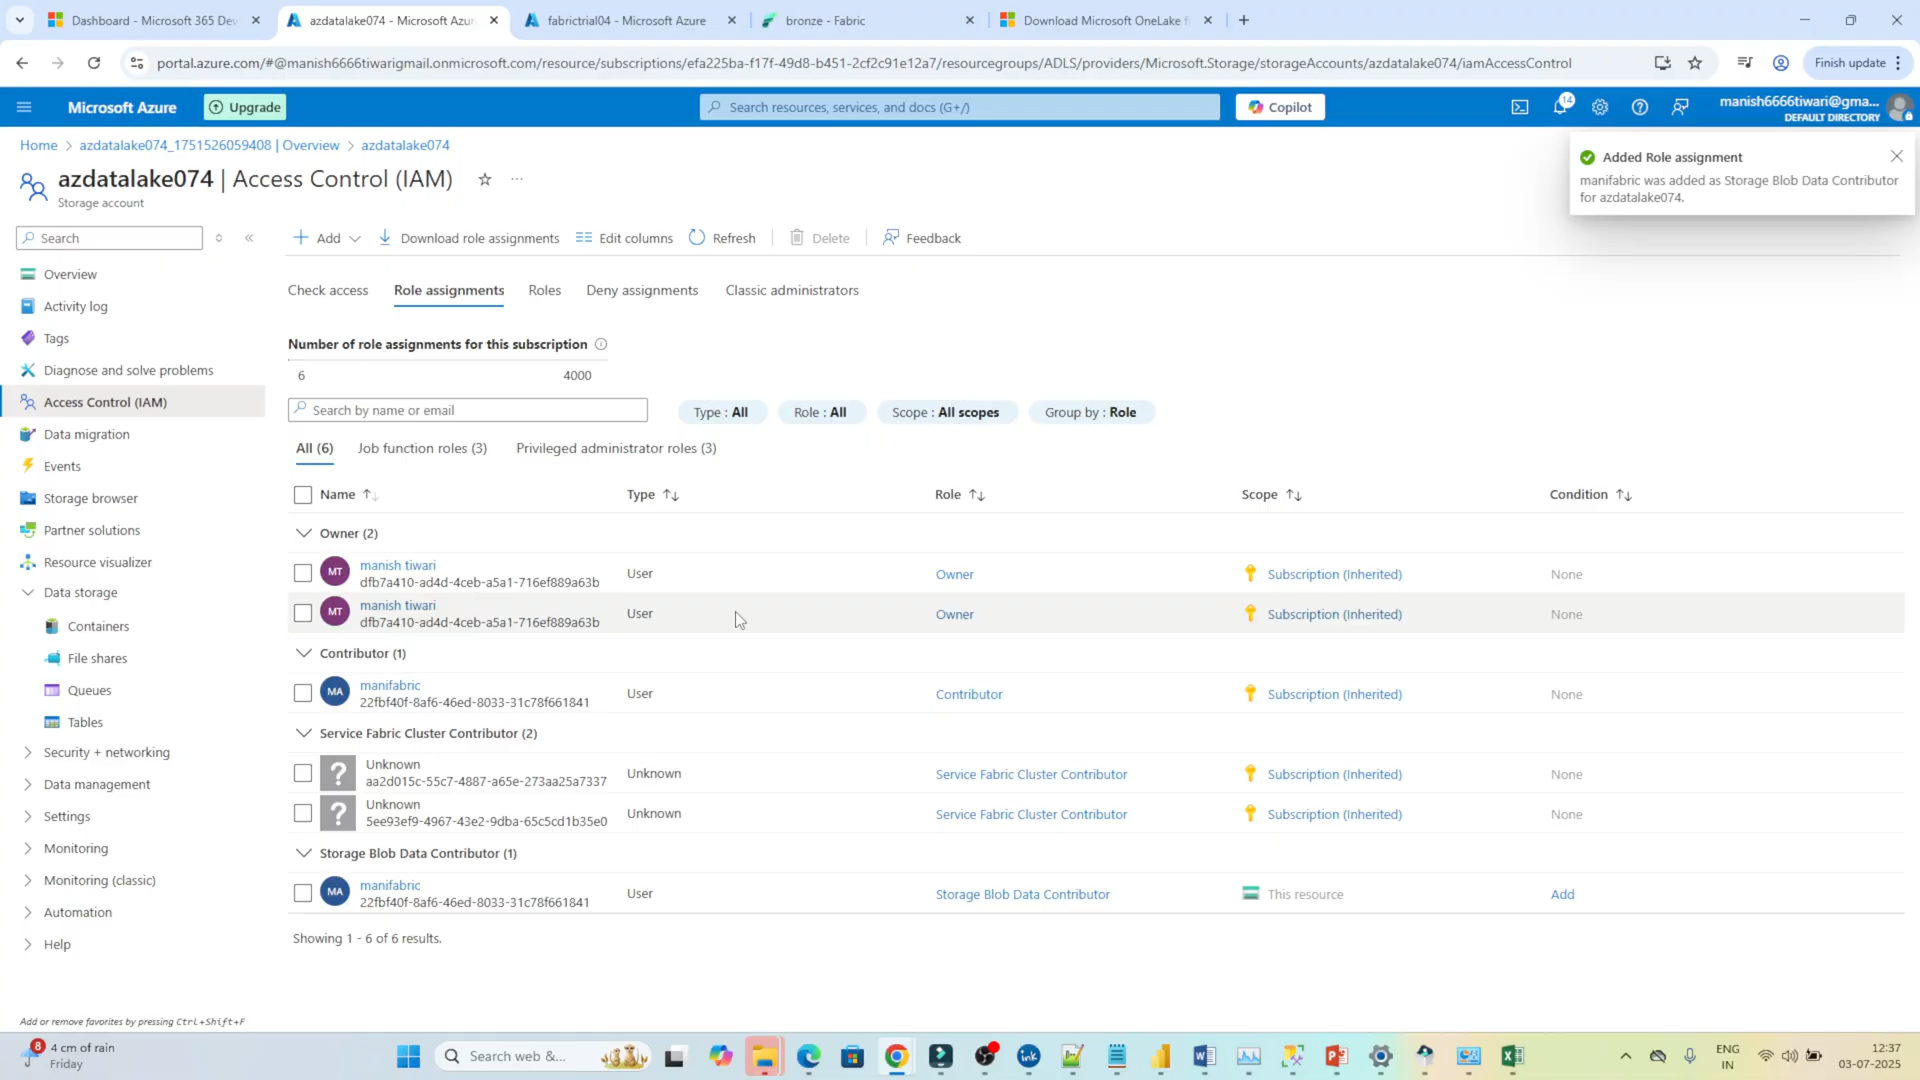 Dashboard - Microsoft 365 Dev
azdatalake074 - Microsoft Azur
fabrictrial04 - Microsoft Azure
bronze - Fabric
Download Microsoft OneLake f
portal.azure.com/#@manish6666tiwarigmail.onmicrosoft.com/resource/subscriptions/efa225ba-f17f-49d8-b451-2cf2c91e12a7/resourcegroups/ADLS/providers/Microsoft.Storage/storageAccounts/azdatalake074/iamAccessControl
Finish update
Microsoft Azure
Upgrade
Search resources, services, and docs (G+/)
Copilot
14
manish6666tiwari@gma...
DEFAULT DIRECTORY
Home > azdatalake074_1751526059408 | Overview > azdatalake074
azdatalake074 | Access Control (IAM)
Storage account
Added Role assignment
manifabric was added as Storage Blob Data Contributor
for azdatalake074.
Search
Overview
Activity log
Tags
Diagnose and solve problems
Access Control (IAM)
Data migration
Events
Storage browser
Partner solutions
Resource visualizer
Data storage
Containers
File shares
Queues
Tables
Security + networking
Data management
Settings
Monitoring
Monitoring (classic)
Automation
Help
Add or remove favorites by pressing Ctrl+Shift+F
Add
Download role assignments
Edit columns
Refresh
Delete
Feedback
Check access
Role assignments
Roles
Deny assignments
Classic administrators
Number of role assignments for this subscription
6 4000
Search by name or email
Type : All
Role : All
Scope : All scopes
Group by : Role
All (6)
Job function roles (3)
Privileged administrator roles (3)
Name Type Role Scope Condition
Owner (2)
MT manish tiwari User Owner Subscription (Inherited) None
dfb7a410-ad4d-4ceb-a5a1-716ef889a63b
MT manish tiwari User Owner Subscription (Inherited) None
dfb7a410-ad4d-4ceb-a5a1-716ef889a63b
Contributor (1)
MA manifabric User Contributor Subscription (Inherited) None
22fbf40f-8af6-46ed-8033-31c78f661841
Service Fabric Cluster Contributor (2)
? Unknown Unknown Service Fabric Cluster Contributor Subscription (Inherited) None
aa2d015c-55c7-4887-a65e-273aa25a7337
? Unknown Unknown Service Fabric Cluster Contributor Subscription (Inherited) None
5ee93ef9-4967-43e2-9dba-65c5cd1b35e0
Storage Blob Data Contributor (1)
MA manifabric User Storage Blob Data Contributor This resource Add
22fbf40f-8af6-46ed-8033-31c78f661841
Showing 1 - 6 of 6 results.
8
4 cm of rain
Friday
Search web &...
ink
ENG
IN
12:37
03-07-2025